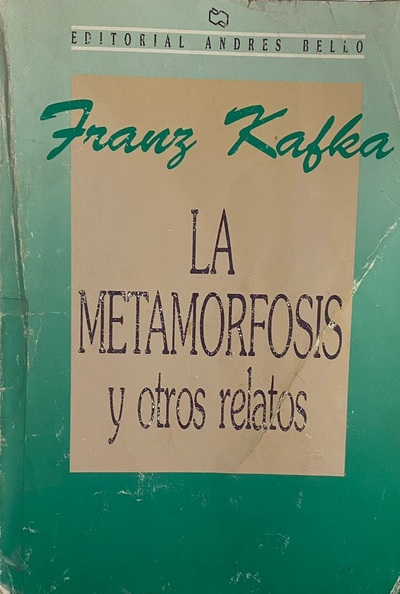 EDITORIAL ANDRES BELLO
Franz Kafka
LA
METAMORFOSIS
y otros relatos